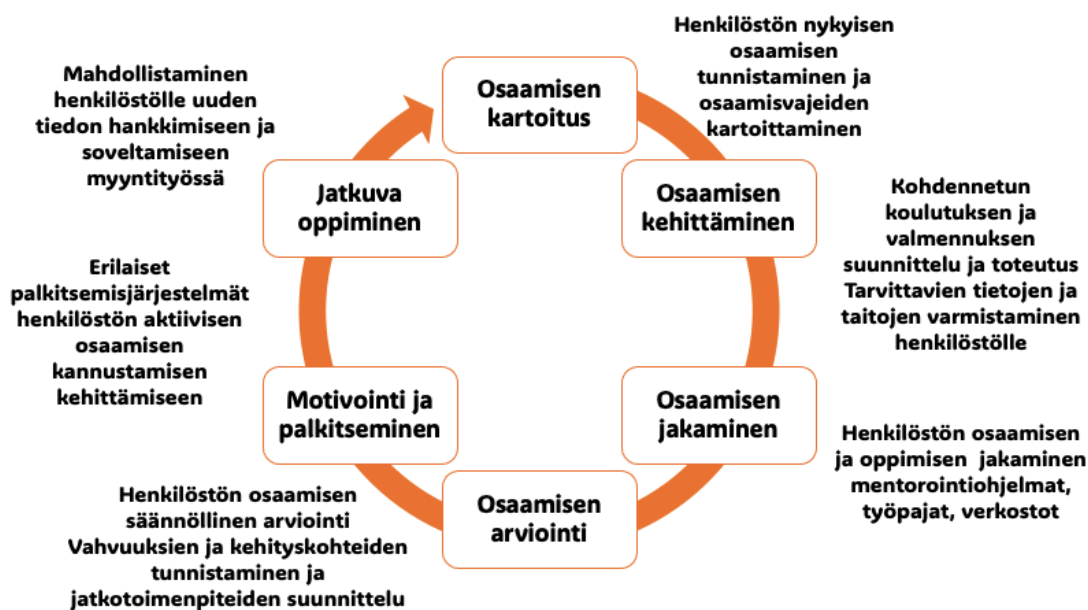 Osaamisen
kartoitus
Henkilöstön nykyisen
osaamisen
tunnistaminen ja
osaamisvajeiden
kartoittaminen
Osaamisen
kehittäminen
Kohdennetun
koulutuksen ja
valmennuksen
suunnittelu ja toteutus
Tarvittavien tietojen ja
taitojen varmistaminen
henkilöstölle
Osaamisen
jakaminen
Henkilöstön osaamisen
ja oppimisen  jakaminen
mentorointiohjelmat,
työpajat, verkostot
Osaamisen
arviointi
Henkilöstön osaamisen
säännöllinen arviointi
Vahvuuksien ja kehityskohteiden
tunnistaminen ja
jatkotoimenpiteiden suunnittelu
Motivointi ja
palkitseminen
Erilaiset
palkitsemisjärjestelmät
henkilöstön aktiivisen
osaamisen
kannustamisen
kehittämiseen
Jatkuva
oppiminen
Mahdollistaminen
henkilöstölle uuden
tiedon hankkimiseen ja
soveltamiseen
myyntityössä